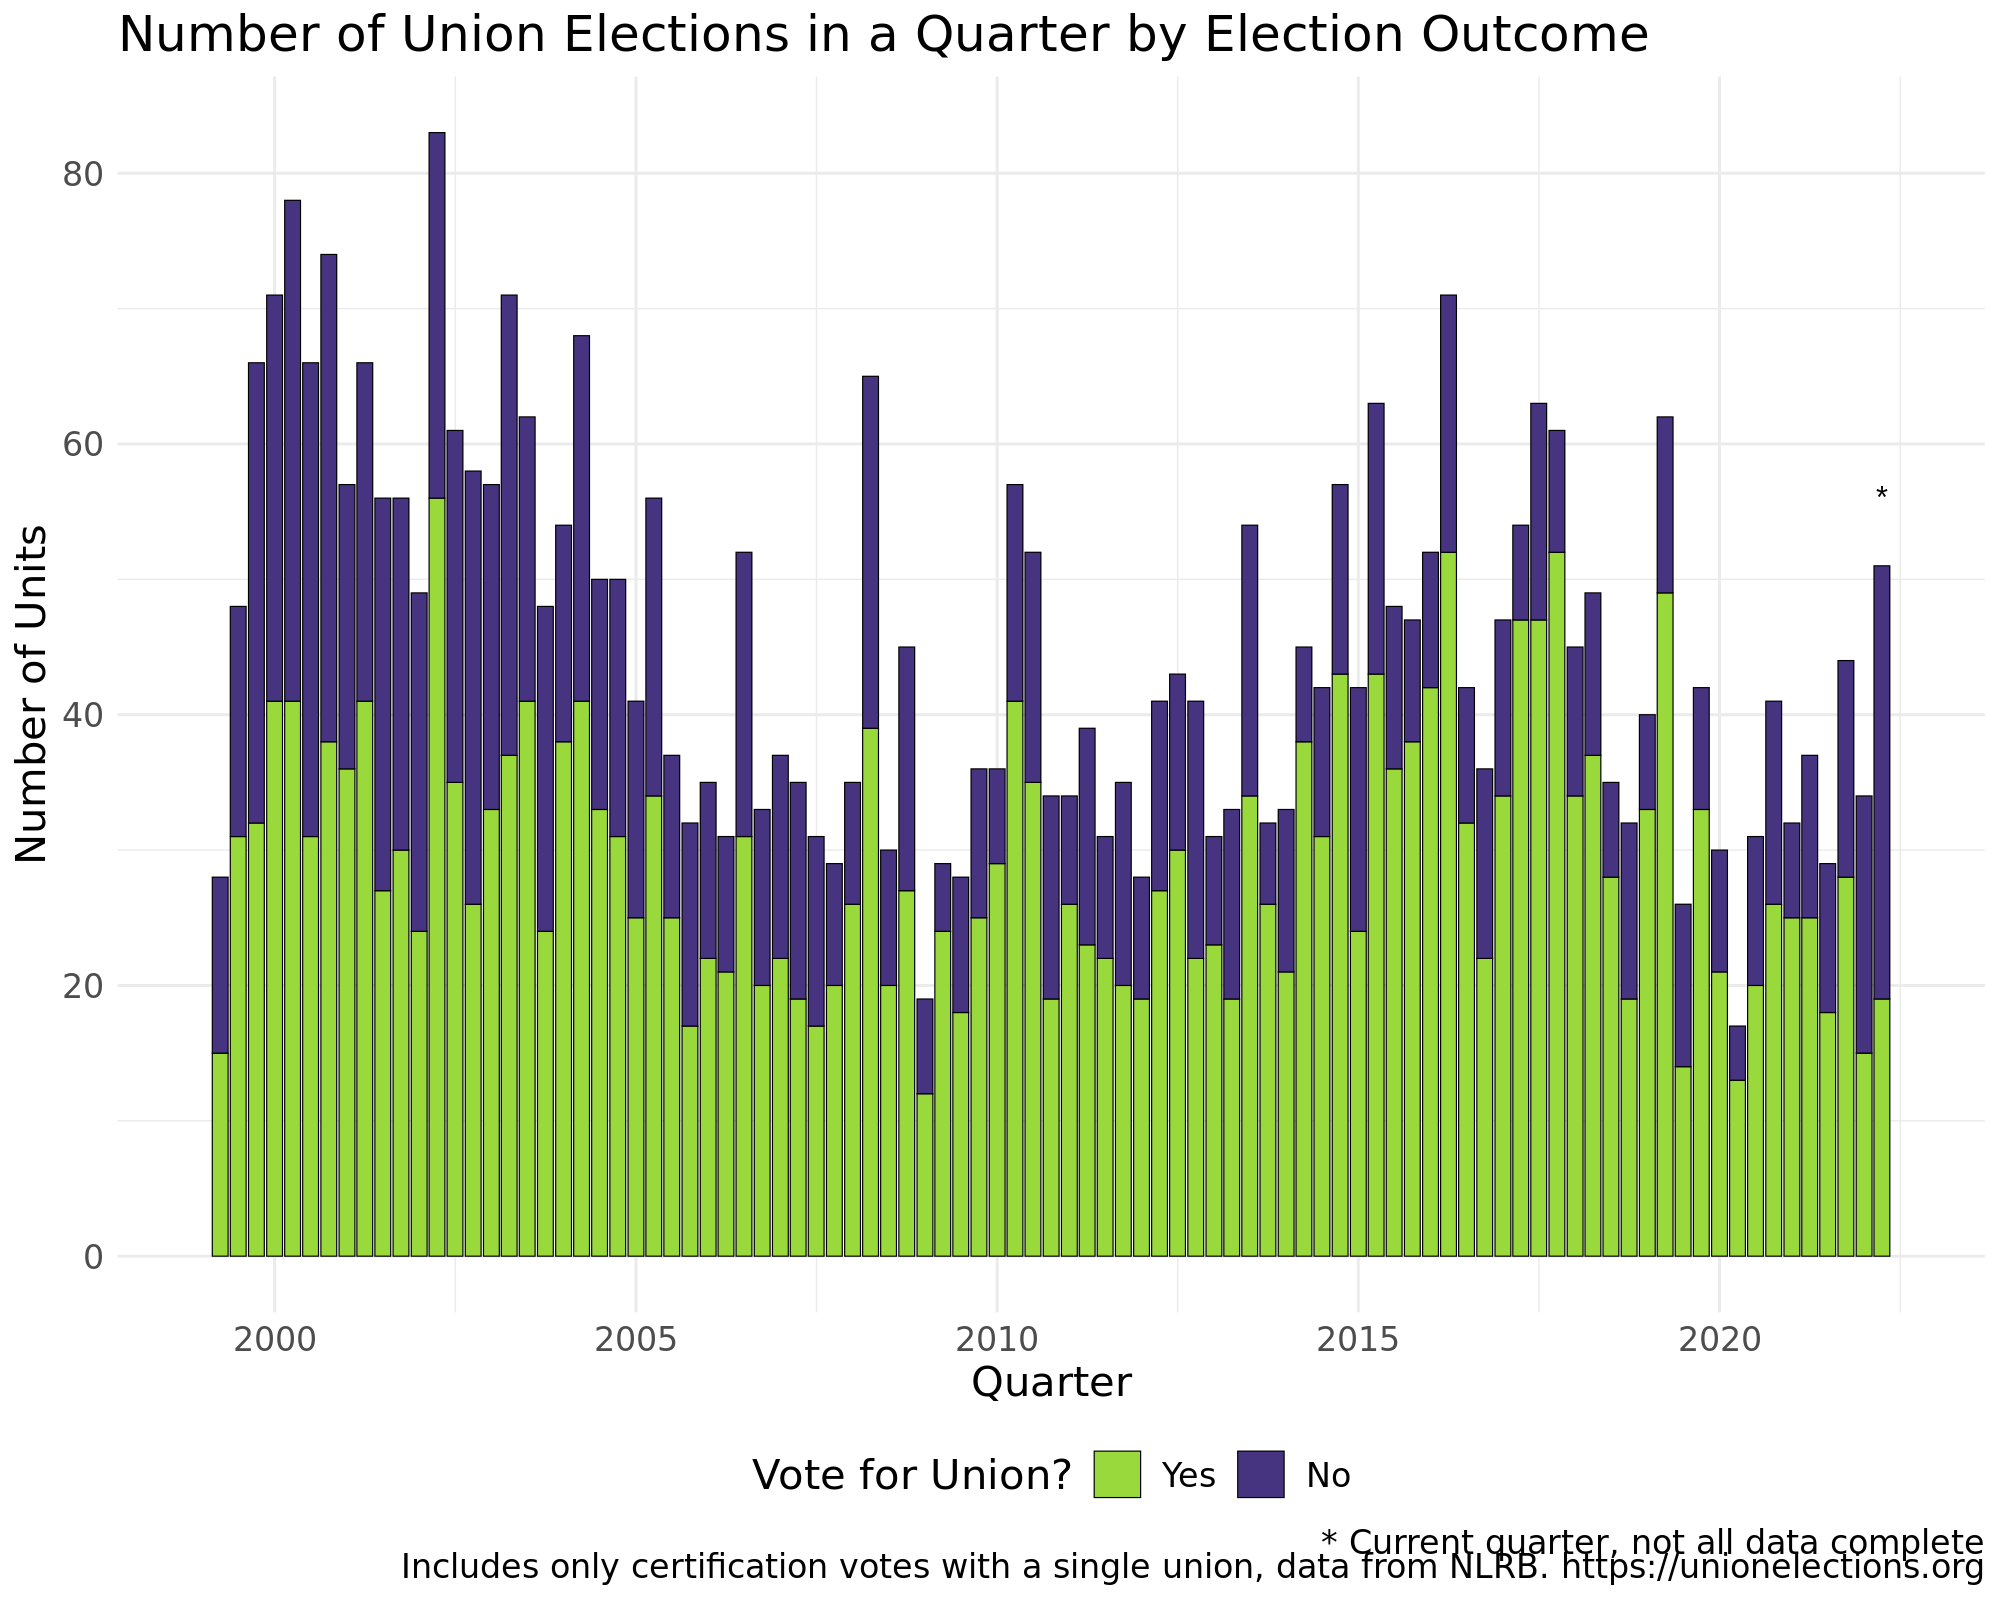 Number of Union Elections in a Quarter by Election Outcome
80
60
40
20
0
Number of Units
*
2000 2005 2010 2015 2020
Quarter
Vote for Union? Yes No
* Current quarter, not all data complete
Includes only certification votes with a single union, data from NLRB. https://unionelections.org